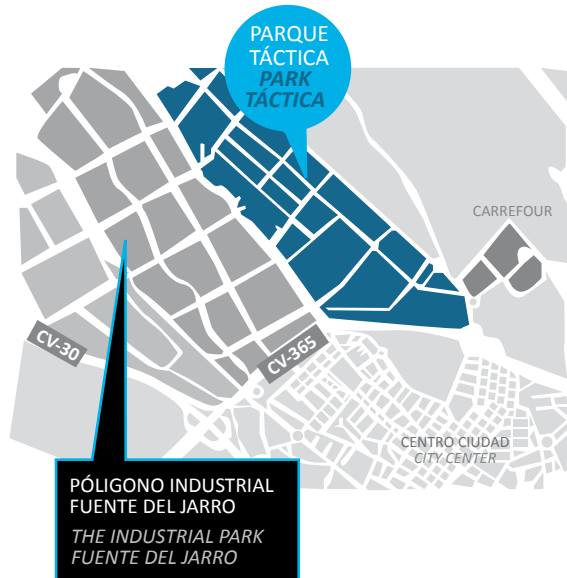 PARQUE
TÁCTICA
PARK
TÁCTICA
CARREFOUR
CV-30
CV-365
CENTRO CIUDAD
CITY CENTER
PÓLIGONO INDUSTRIAL
FUENTE DEL JARRO
THE INDUSTRIAL PARK
FUENTE DEL JARRO